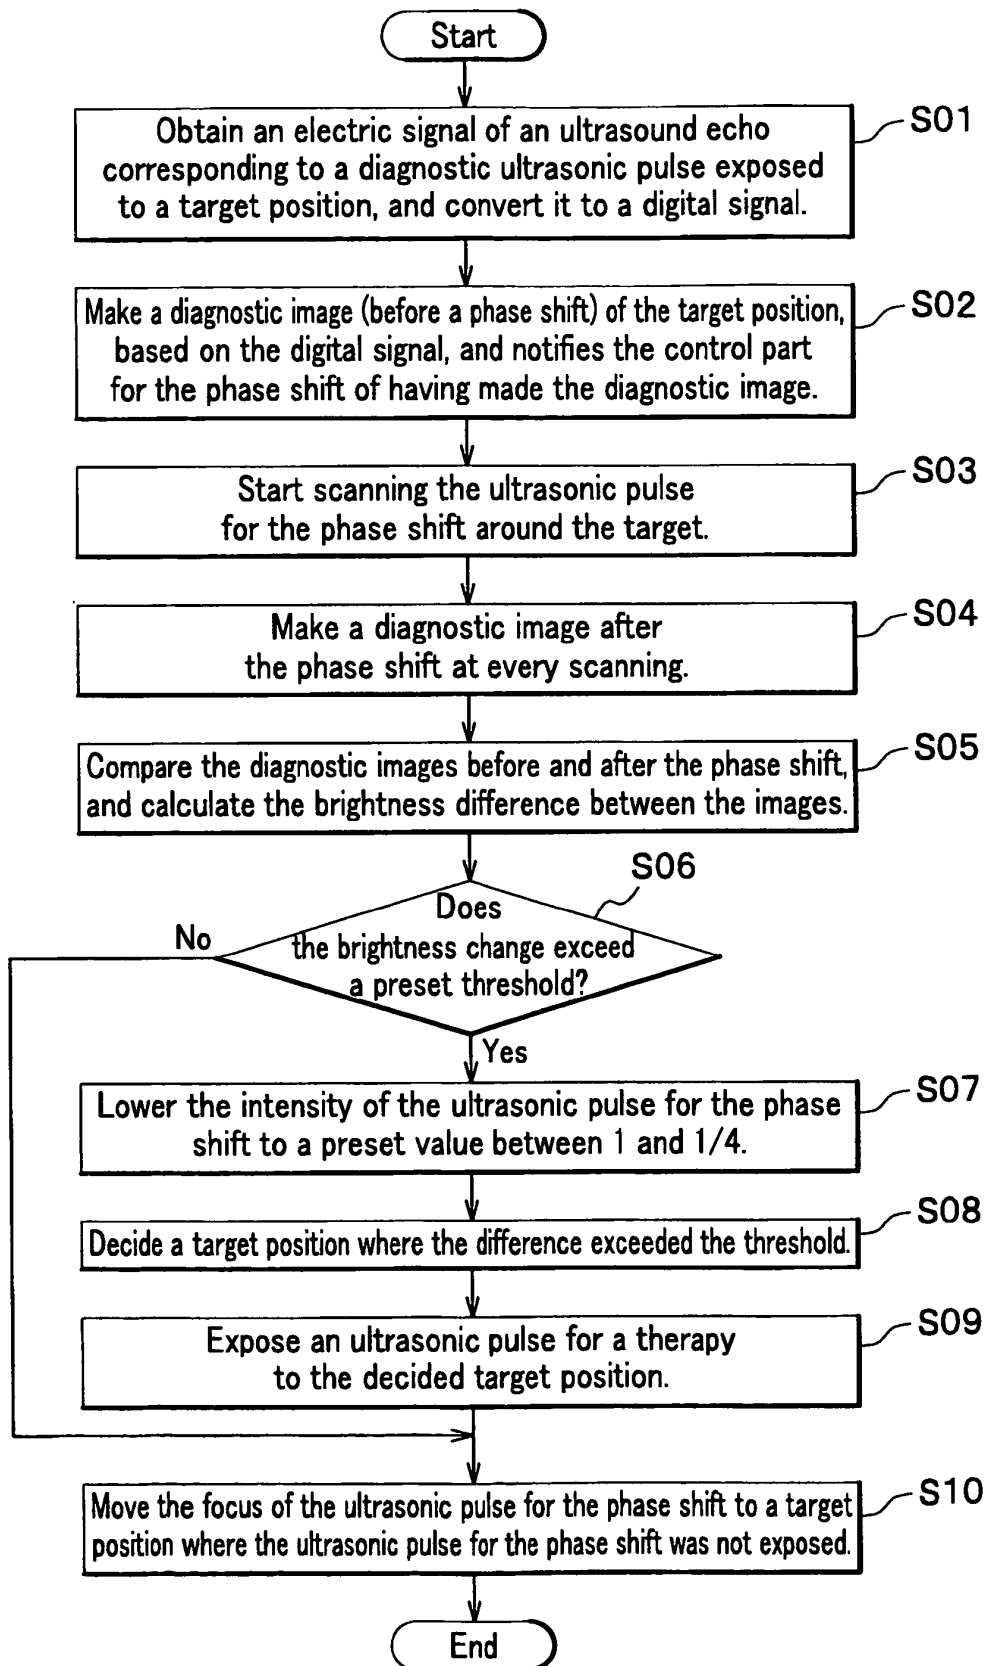 Start
S01
Obtain an electric signal of an ultrasound echo
corresponding to a diagnostic ultrasonic pulse exposed
to a target position, and convert it to a digital signal.
S02
Make a diagnostic image (before a phase shift) of the target position,
based on the digital signal, and notifies the control part
for the phase shift of having made the diagnostic image.
S03
Start scanning the ultrasonic pulse
for the phase shift around the target.
S04
Make a diagnostic image after
the phase shift at every scanning.
S05
Compare the diagnostic images before and after the phase shift,
and calculate the brightness difference between the images.
S06
Does
the brightness change exceed
a preset threshold?
No
Yes
S07
Lower the intensity of the ultrasonic pulse for the phase
shift to a preset value between 1 and 1/4.
S08
Decide a target position where the difference exceeded the threshold.
S09
Expose an ultrasonic pulse for a therapy
to the decided target position.
S10
Move the focus of the ultrasonic pulse for the phase shift to a target
position where the ultrasonic pulse for the phase shift was not exposed.
End